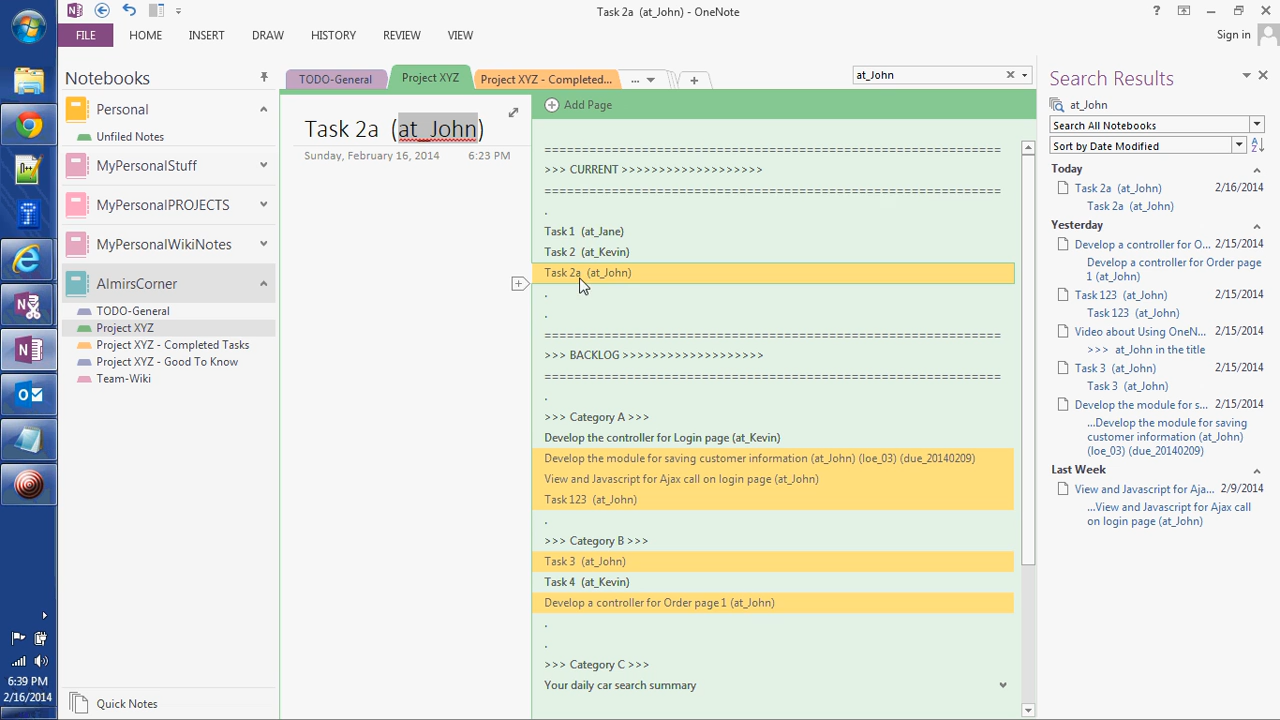 Task 2a (at_John) - OneNote
?
FILE
HOME
INSERT
DRAW
HISTORY
REVIEW
VIEW
Sign in
Notebooks
Personal
Unfiled Notes
MyPersonalStuff
MyPersonalPROJECTS
MyPersonalWikiNotes
AlmirsCorner
TODO-General
Project XYZ
Project XYZ - Completed Tasks
Project XYZ - Good To Know
Team-Wiki
Quick Notes
6:39 PM
2/16/2014
TODO-General
Project XYZ
Project XYZ - Completed...
...
at_John
Task 2a (at_John)
Sunday, February 16, 2014 6:23 PM
Add Page
=============================================================
>>> CURRENT >>>>>>>>>>>>>>>>>>>
=============================================================
.
Task 1 (at_Jane)
Task 2 (at_Kevin)
Task 2a (at_John)
.
.
=============================================================
>>> BACKLOG >>>>>>>>>>>>>>>>>>>
=============================================================
.
>>> Category A >>>
Develop the controller for Login page (at_Kevin)
Develop the module for saving customer information (at_John) (loe_03) (due_20140209)
View and Javascript for Ajax call on login page (at_John)
Task 123 (at_John)
.
>>> Category B >>>
Task 3 (at_John)
Task 4 (at_Kevin)
Develop a controller for Order page 1 (at_John)
.
.
>>> Category C >>>
Your daily car search summary
Search Results
at_John
Search All Notebooks
Sort by Date Modified
Today
Task 2a (at_John) 2/16/2014
Task 2a (at_John)
Yesterday
Develop a controller for O... 2/15/2014
Develop a controller for Order page
1 (at_John)
Task 123 (at_John) 2/15/2014
Task 123 (at_John)
Video about Using OneN... 2/15/2014
>>> at_John in the title
Task 3 (at_John) 2/15/2014
Task 3 (at_John)
Develop the module for s... 2/15/2014
...Develop the module for saving
customer information (at_John)
(loe_03) (due_20140209)
Last Week
View and Javascript for Aja... 2/9/2014
...View and Javascript for Ajax call
on login page (at_John)